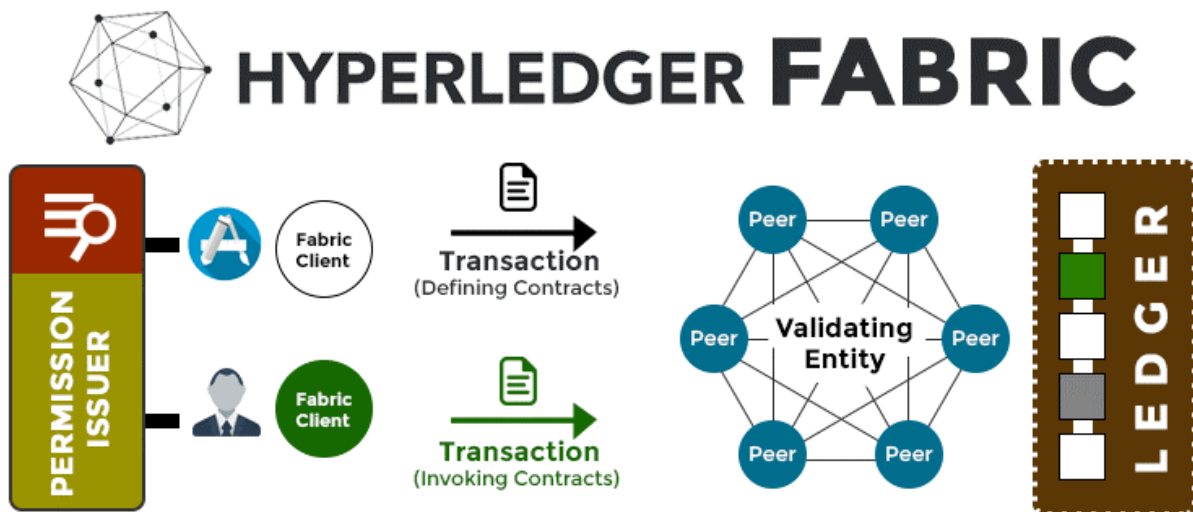 HYPERLEDGER FABRIC
PERMISSION
ISSUER
Fabric
Client
Transaction
(Defining Contracts)
Fabric
Client
Transaction
(Invoking Contracts)
Peer
Peer
Peer
Validating
Entity
Peer
Peer
Peer
LEDGER